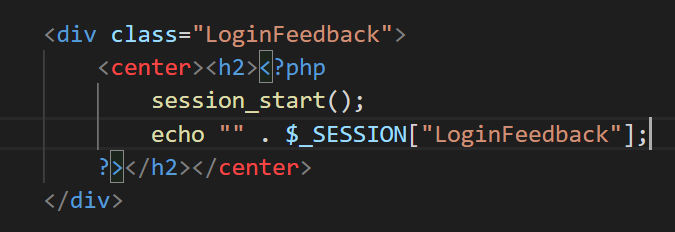 <div class="LoginFeedback">
<center><h2><?php
session_start();
echo "" . $_SESSION["LoginFeedback"];
?></h2></center>
</div>